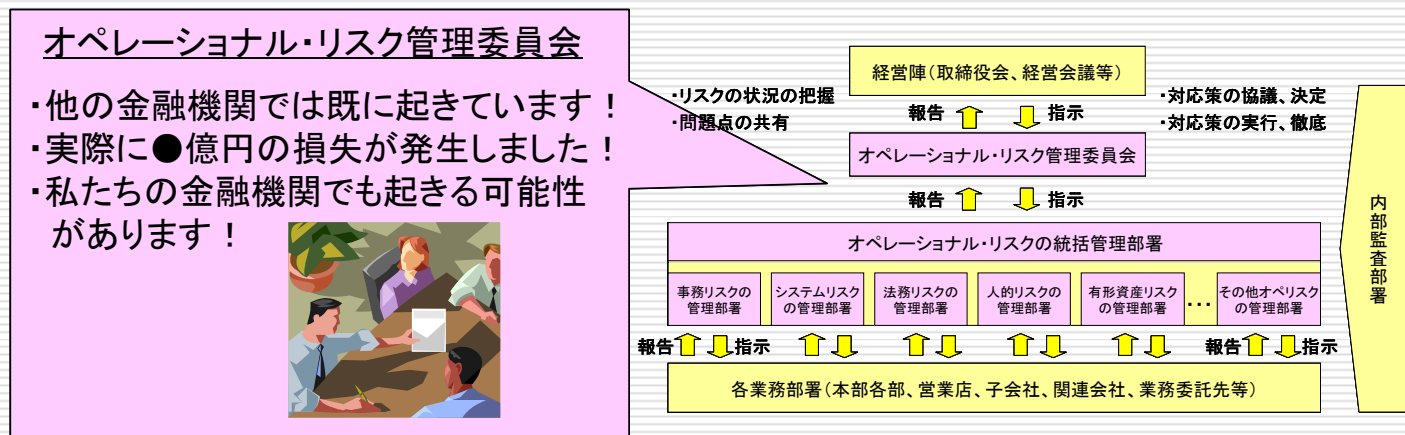 オペレーショナル・リスク管理委員会
・他の金融機関では既に起きています！
・実際に●億円の損失が発生しました！
・私たちの金融機関でも起きる可能性
があります！
経営陣（取締役会、経営会議等）
・リスクの状況の把握
・問題点の共有
報告
指示
・対応策の協議、決定
・対応策の実行、徹底
オペレーショナル・リスク管理委員会
報告
指示
オペレーショナル・リスクの統括管理部署
事務リスクの
管理部署
システムリスク
の管理部署
法務リスクの
管理部署
人的リスクの
管理部署
有形資産リスク
の管理部署
・・・
その他オペリスク
の管理部署
報告
指示
報告
指示
各業務部署（本部各部、営業店、子会社、関連会社、業務委託先等）
内部監査部署